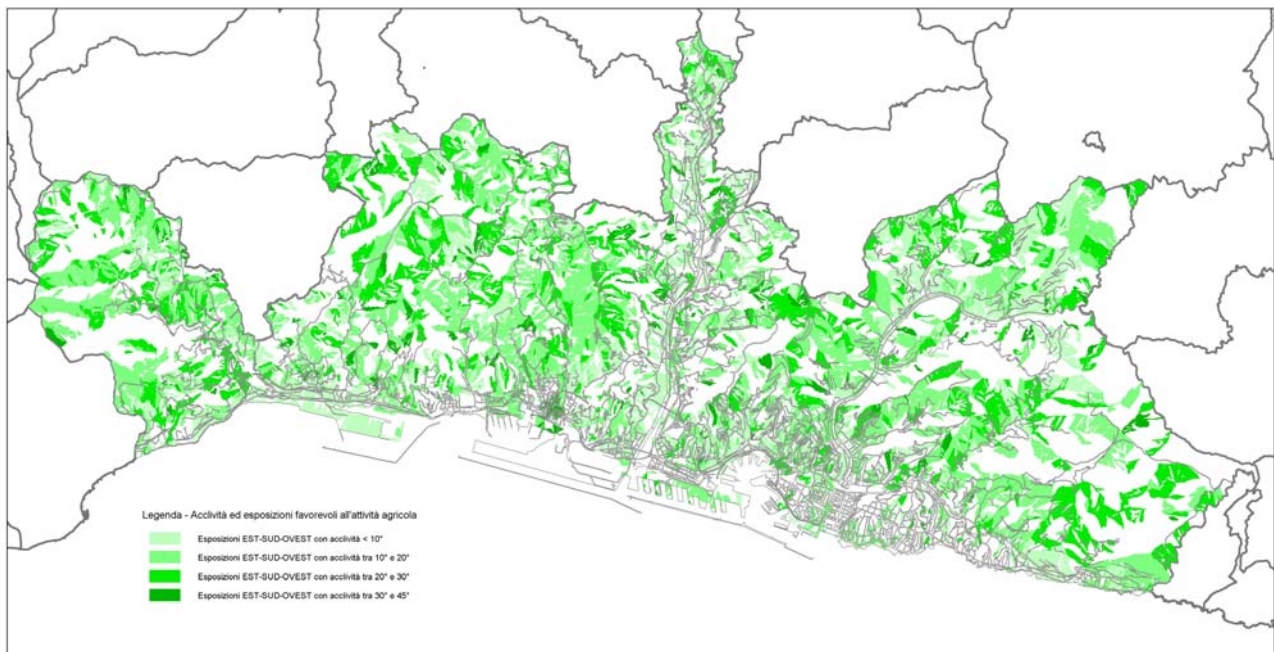 Legenda - Acclività ed esposizioni favorevoli all'attività agricola
Esposizioni EST-SUD-OVEST con acclività < 10°
Esposizioni EST-SUD-OVEST con acclività tra 10° e 20°
Esposizioni EST-SUD-OVEST con acclività tra 20° e 30°
Esposizioni EST-SUD-OVEST con acclività tra 30° e 45°